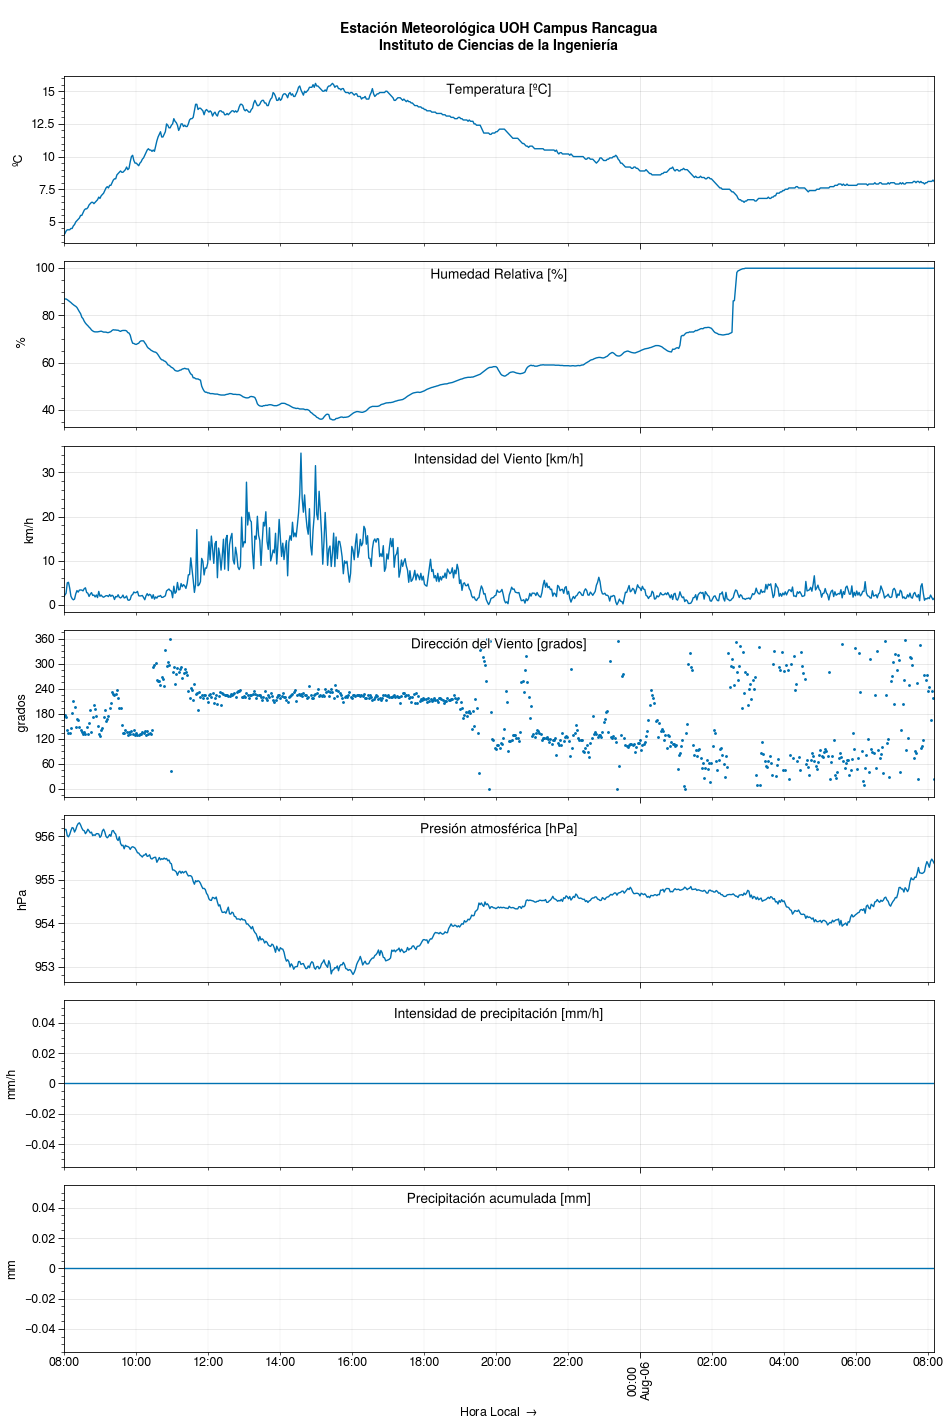 Estación Meteorológica UOH Campus Rancagua
Instituto de Ciencias de la Ingeniería
Temperatura [ºC]
ºC
15
12.5
10
7.5
5
Humedad Relativa [%]
%
100
80
60
40
Intensidad del Viento [km/h]
km/h
30
20
10
0
Dirección del Viento [grados]
grados
360
300
240
180
120
60
0
Presión atmosférica [hPa]
hPa
956
955
954
953
Intensidad de precipitación [mm/h]
mm/h
0.04
0.02
0
−0.02
−0.04
Precipitación acumulada [mm]
mm
0.04
0.02
0
−0.02
−0.04
08:00 10:00 12:00 14:00 16:00 18:00 20:00 22:00 00:00 02:00 04:00 06:00 08:00
Aug-06
Hora Local →